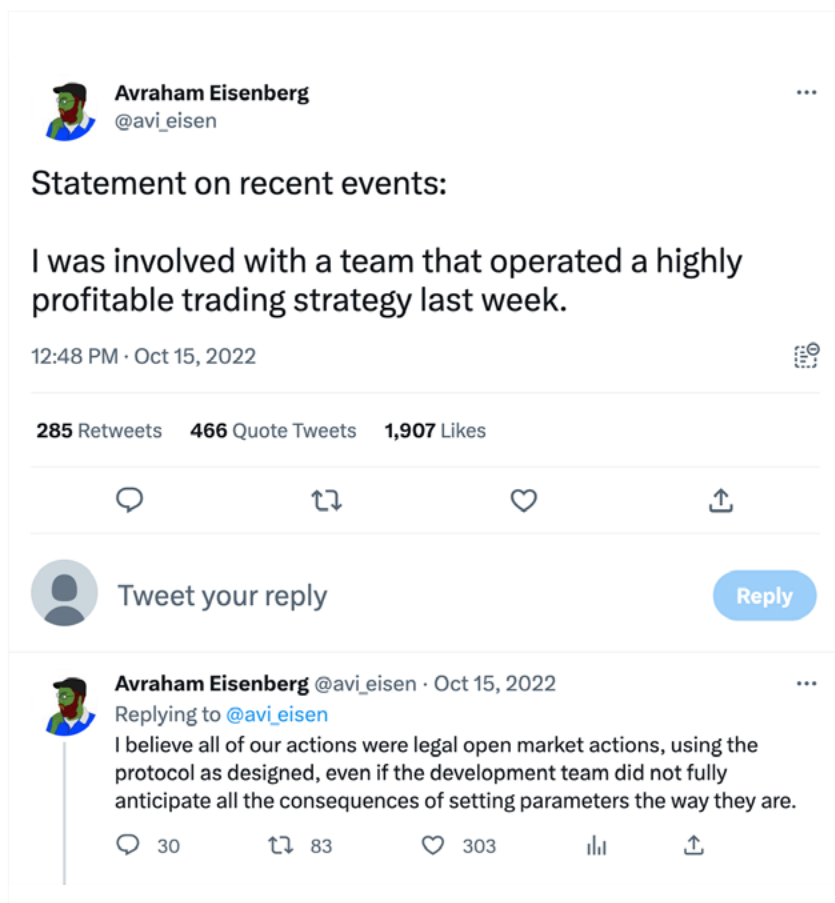 Avraham Eisenberg
@avi_eisen
Statement on recent events:
I was involved with a team that operated a highly
profitable trading strategy last week.
12:48 PM · Oct 15, 2022
285 Retweets 466 Quote Tweets 1,907 Likes
Tweet your reply
Reply
Avraham Eisenberg @avi_eisen · Oct 15, 2022
Replying to @avi_eisen
I believe all of our actions were legal open market actions, using the
protocol as designed, even if the development team did not fully
anticipate all the consequences of setting parameters the way they are.
30 83 303